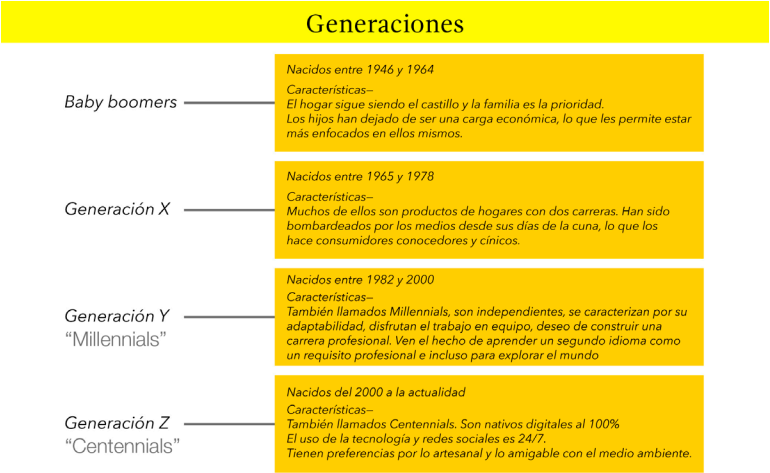 Generaciones
Baby boomers
Nacidos entre 1946 y 1964
Características—
El hogar sigue siendo el castillo y la familia es la prioridad.
Los hijos han dejado de ser una carga económica, lo que les permite estar
más enfocados en ellos mismos.
Generación X
Nacidos entre 1965 y 1978
Características—
Muchos de ellos son productos de hogares con dos carreras. Han sido
bombardeados por los medios desde sus días de la cuna, lo que los
hace consumidores conocedores y cínicos.
Generación Y
“Millennials”
Nacidos entre 1982 y 2000
Características—
También llamados Millennials, son independientes, se caracterizan por su
adaptabilidad, disfrutan el trabajo en equipo, deseo de construir una
carrera profesional. Ven el hecho de aprender un segundo idioma como
un requisito profesional e incluso para explorar el mundo
Generación Z
“Centennials”
Nacidos del 2000 a la actualidad
Características—
También llamados Centennials. Son nativos digitales al 100%
El uso de la tecnología y redes sociales es 24/7.
Tienen preferencias por lo artesanal y lo amigable con el medio ambiente.